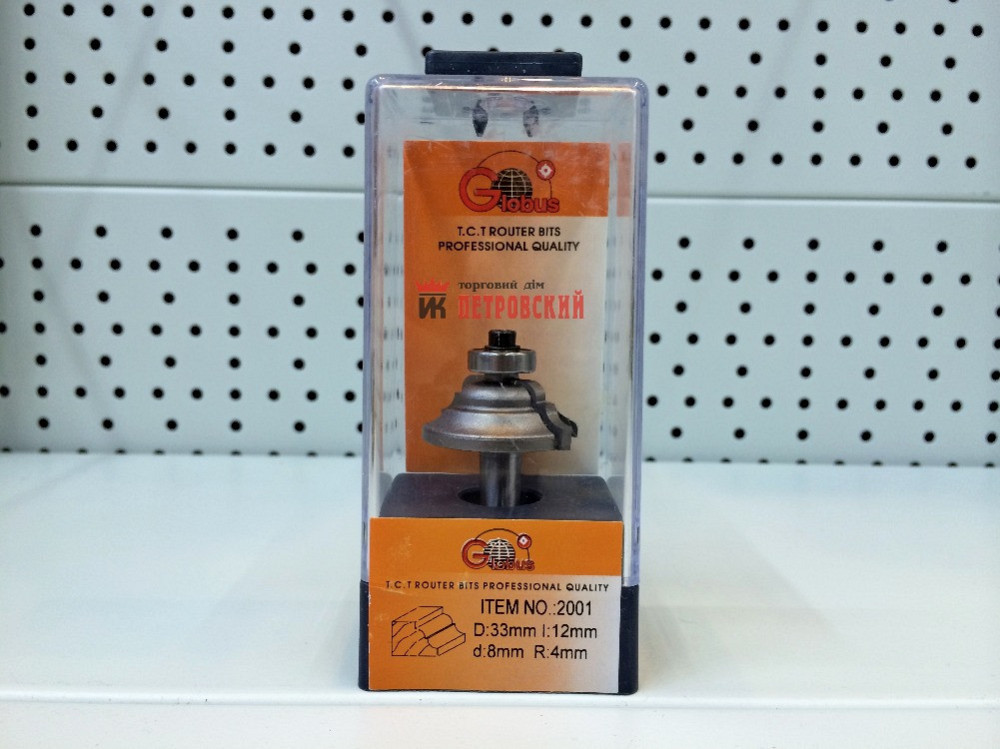 Globus
T.C.T ROUTER BITS
PROFESSIONAL QUALITY
торговий дім
ИК ПЕТРОВСКИЙ
Globus
T.C.T ROUTER BITS PROFESSIONAL QUALITY
ITEM NO.:2001
D:33mm l:12mm
d:8mm R:4mm